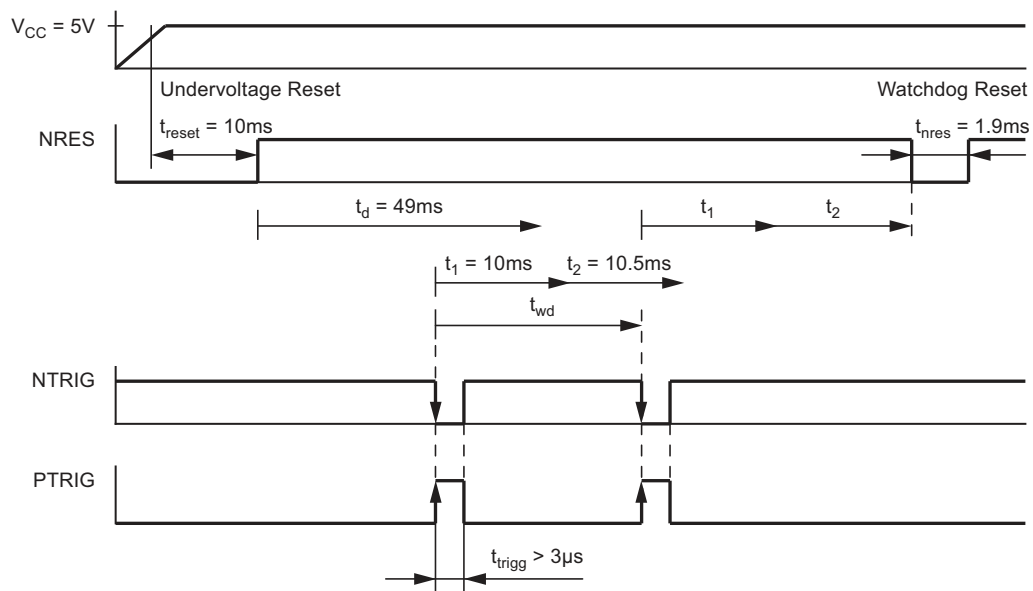 VCC = 5V
Undervoltage Reset
Watchdog Reset
treset = 10ms
tnres = 1.9ms
NRES
td = 49ms
t1
t2
t1 = 10ms
t2 = 10.5ms
twd
NTRIG
PTRIG
ttrigg > 3µs